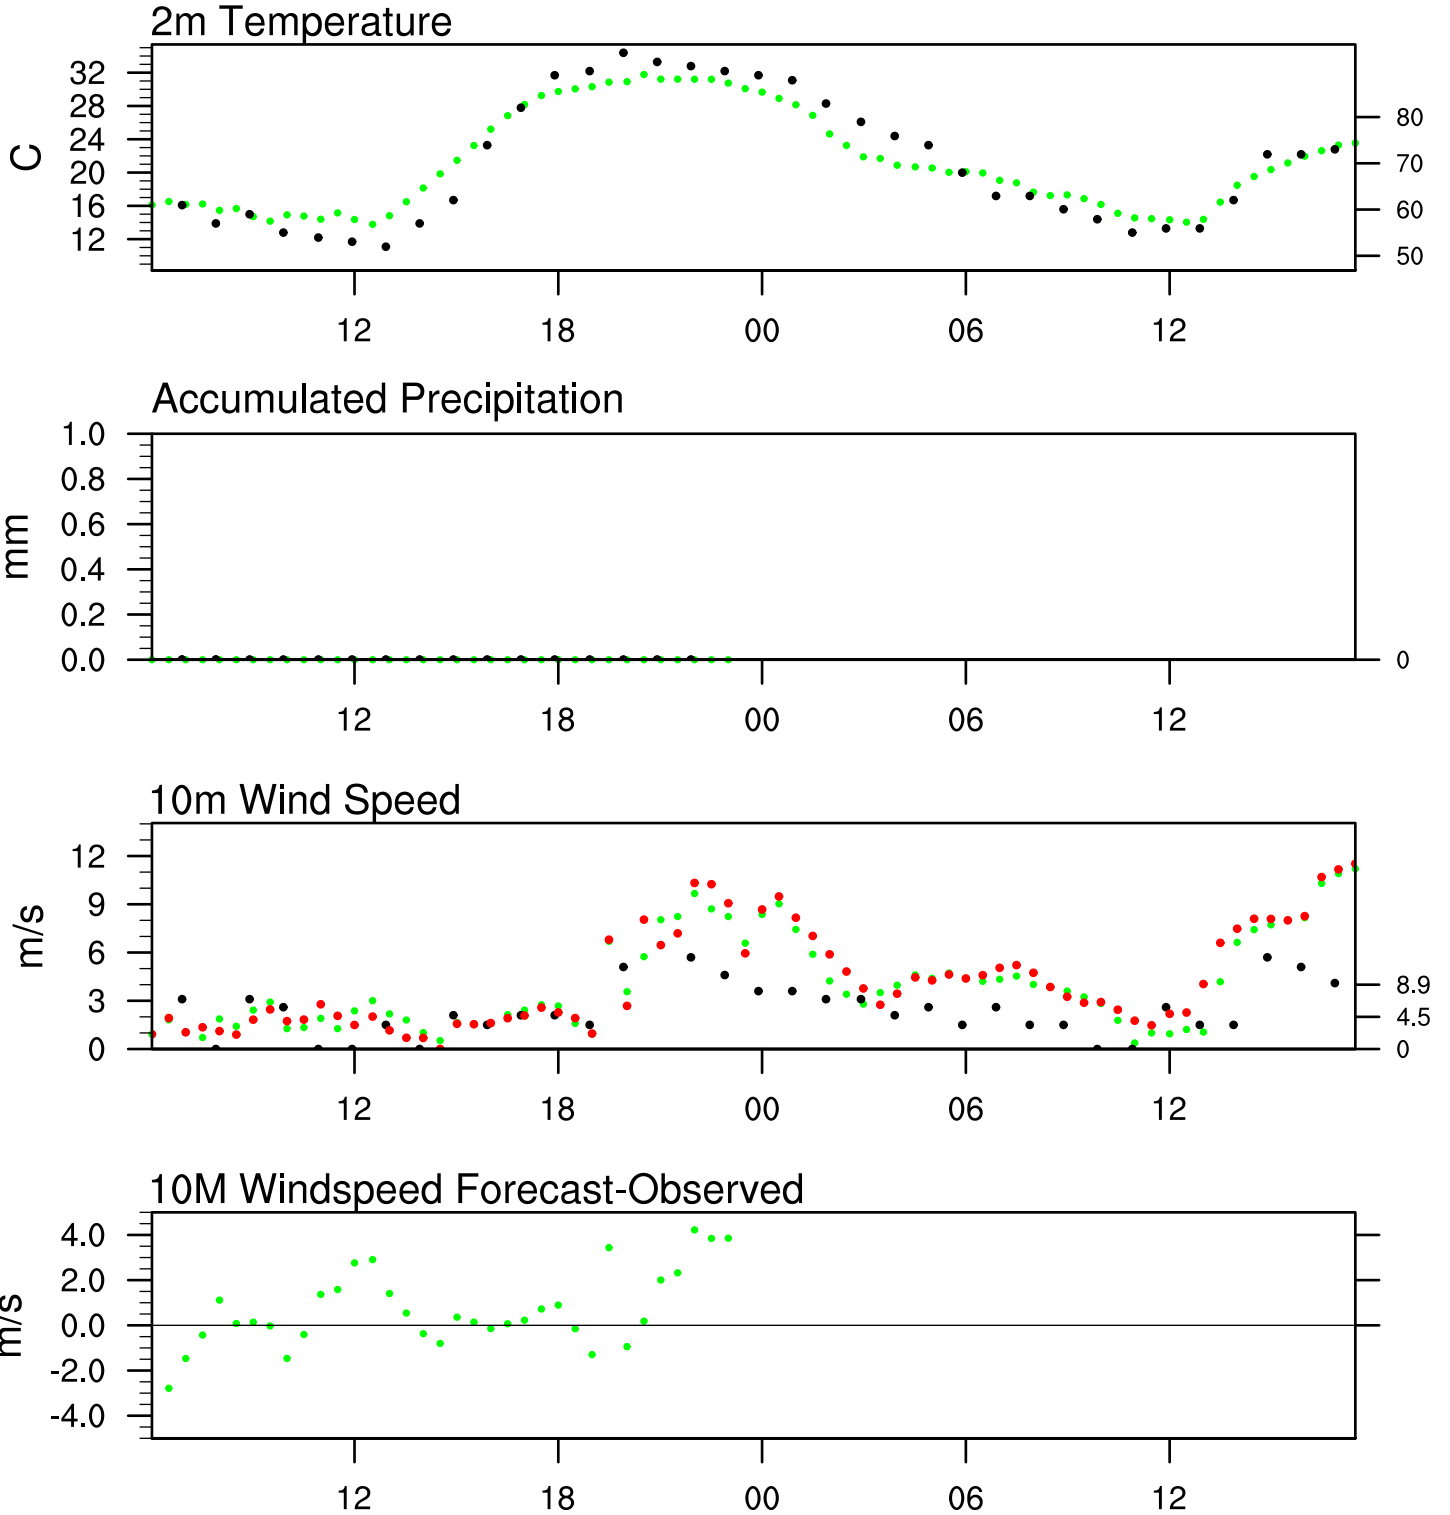 2m Temperature
32
28
24
20
16
12
C
80
70
60
50
12 18 00 06 12
Accumulated Precipitation
1.0
0.8
0.6
0.4
0.2
0.0
mm
0
12 18 00 06 12
10m Wind Speed
12
9
6
3
0
m/s
8.9
4.5
0
12 18 00 06 12
10M Windspeed Forecast-Observed
4.0
2.0
0.0
-2.0
-4.0
m/s
12 18 00 06 12